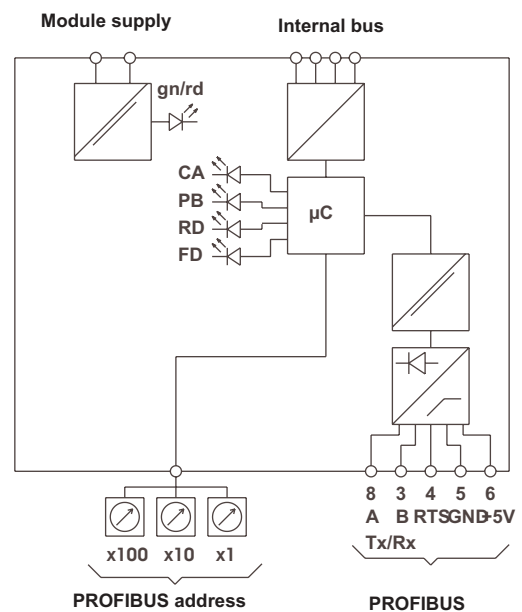 Module supply Internal bus
gn/rd
CA
PB
RD
FD
µC
8 3 4 5 6
A B RTS GND +5V
Tx/Rx
x100 x10 x1
PROFIBUS address PROFIBUS